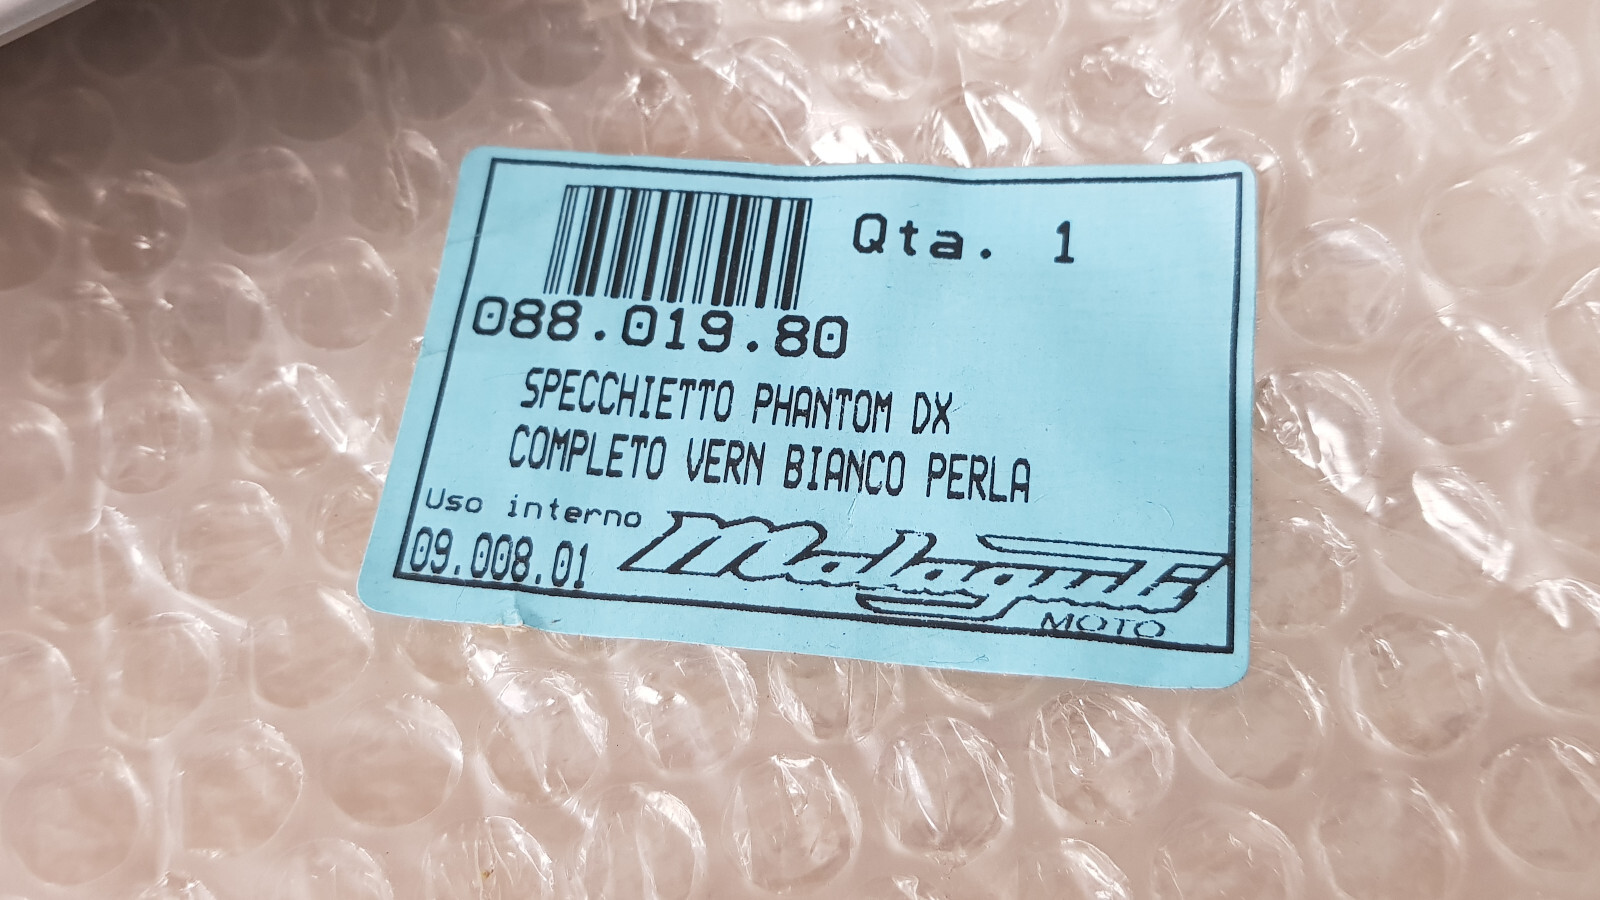 Qta. 1
088.019.80
SPECCHIETTO PHANTOM DX
COMPLETO VERN BIANCO PERLA
Uso interno
09.008.01
Malaguti
MOTO